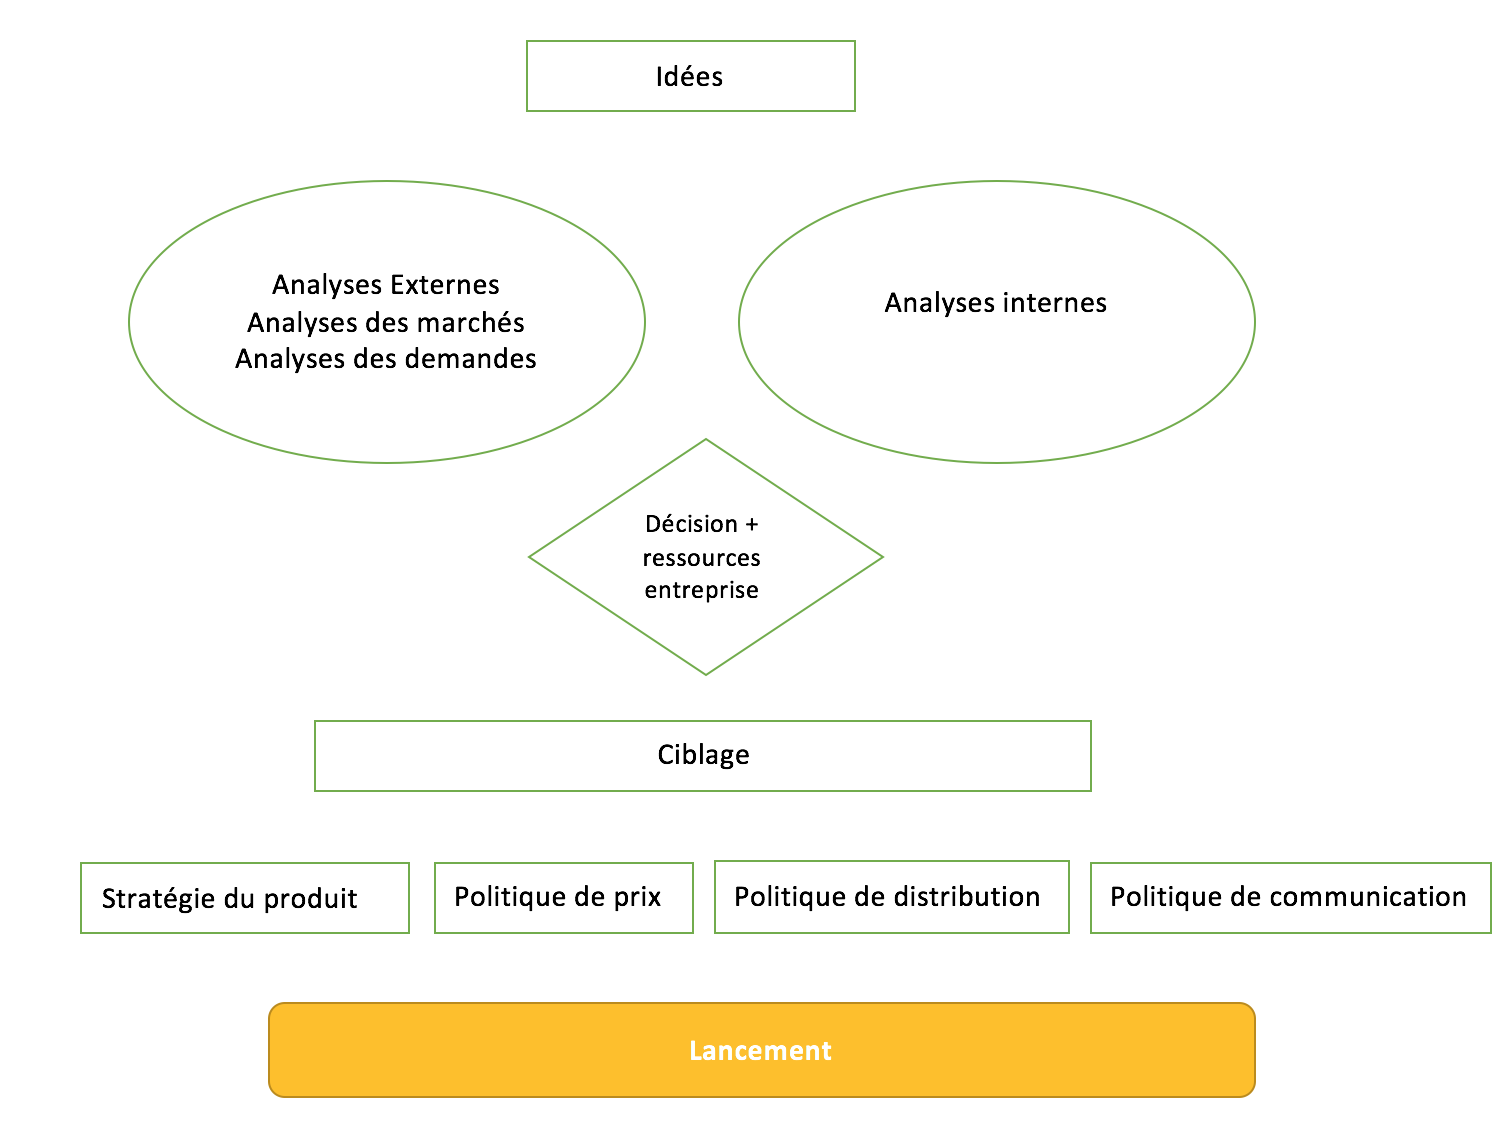 Idées
Analyses Externes
Analyses des marchés
Analyses des demandes
Analyses internes
Décision +
ressources
entreprise
Ciblage
Stratégie du produit
Politique de prix
Politique de distribution
Politique de communication
Lancement